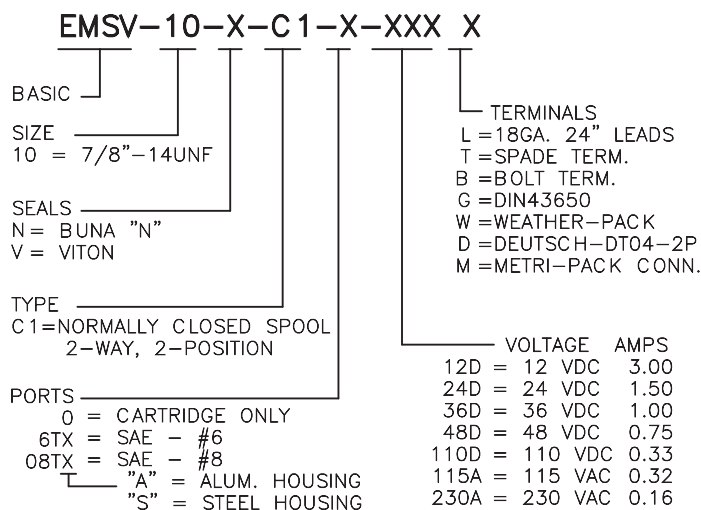 EMSV-10-X-C1-X-XXX X
BASIC
SIZE
10 = 7/8"-14UNF
SEALS
N= BUNA "N"
V= VITON
TYPE
C1=NORMALLY CLOSED SPOOL
2-WAY, 2-POSITION
PORTS
0 = CARTRIDGE ONLY
6TX = SAE - #6
08TX = SAE - #8
"A" = ALUM. HOUSING
"S" = STEEL HOUSING
TERMINALS
L =18GA. 24" LEADS
T =SPADE TERM.
B =BOLT TERM.
G =DIN43650
W =WEATHER-PACK
D =DEUTSCH-DT04-2P
M =METRI-PACK CONN.
VOLTAGE AMPS
12D = 12 VDC 3.00
24D = 24 VDC 1.50
36D = 36 VDC 1.00
48D = 48 VDC 0.75
110D = 110 VDC 0.33
115A = 115 VAC 0.32
230A = 230 VAC 0.16